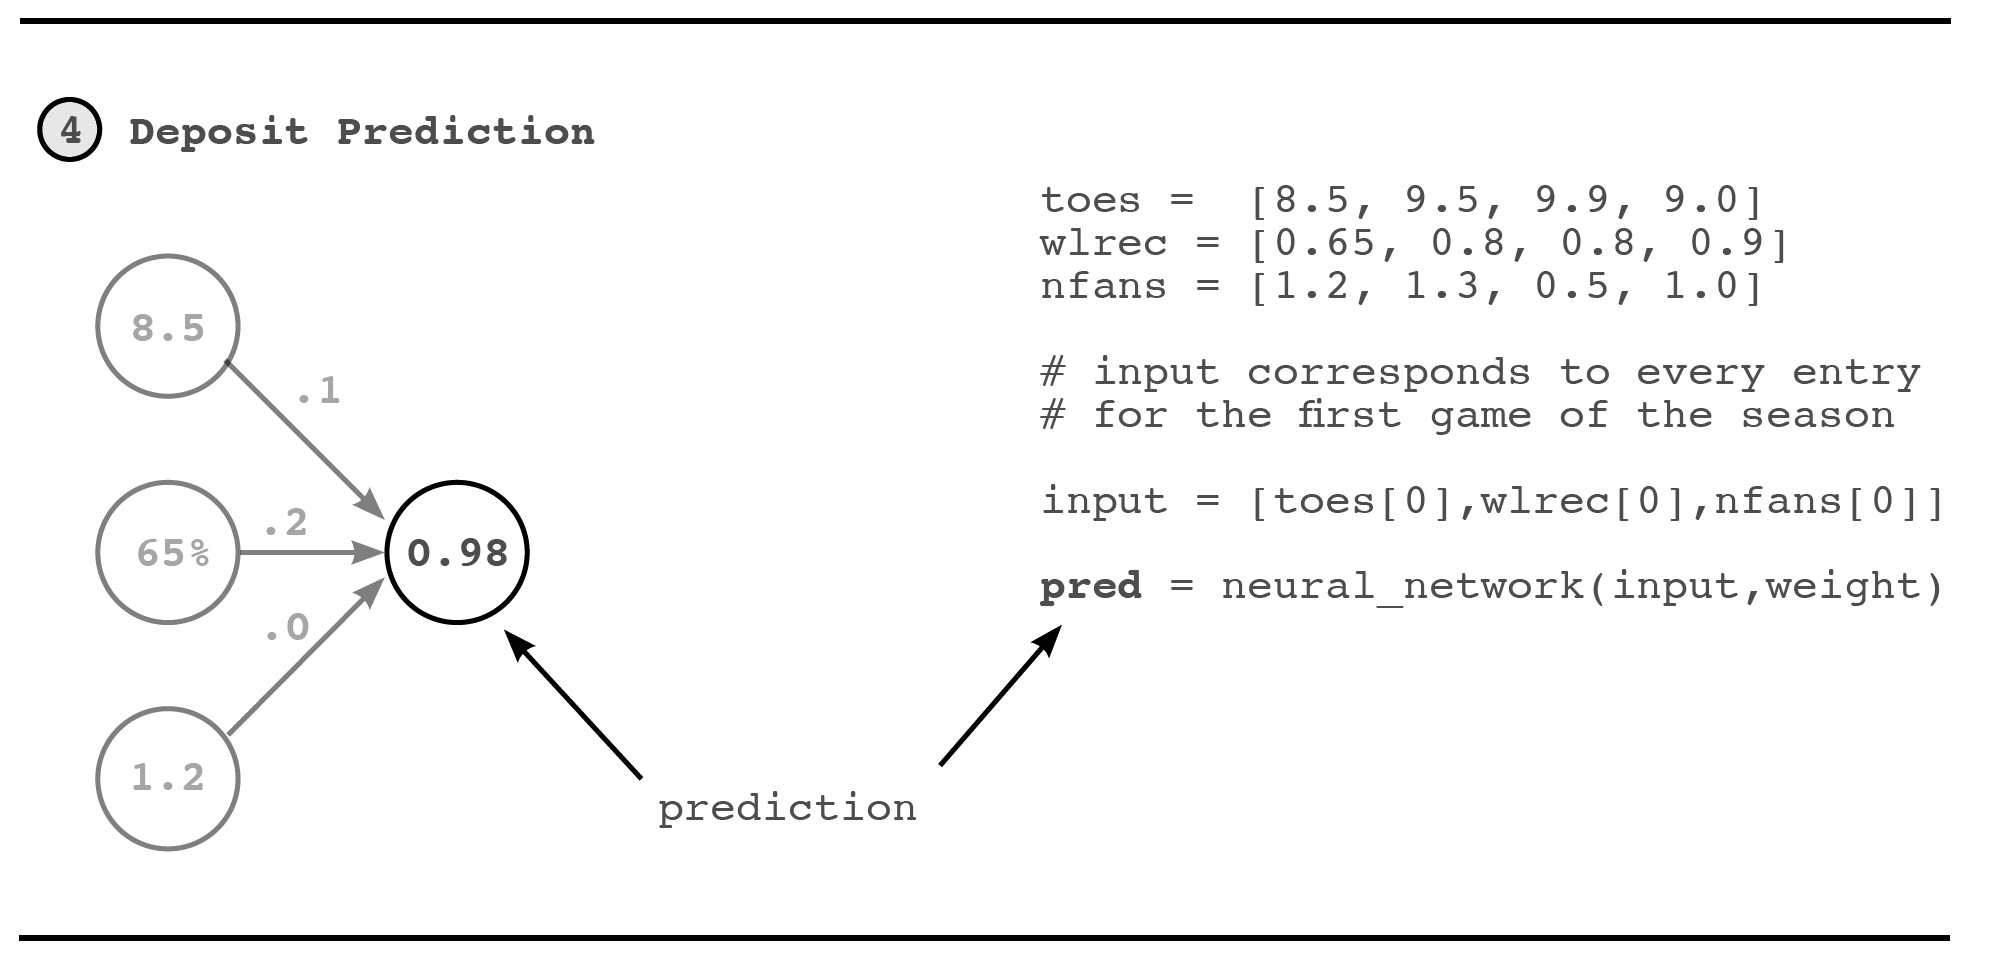 4 Deposit Prediction
8.5
.1
65%
.2
0.98
.0
1.2
prediction
toes =  [8.5, 9.5, 9.9, 9.0]
wlrec = [0.65, 0.8, 0.8, 0.9]
nfans = [1.2, 1.3, 0.5, 1.0]
# input corresponds to every entry
# for the first game of the season
input = [toes[0],wlrec[0],nfans[0]]
pred = neural_network(input,weight)